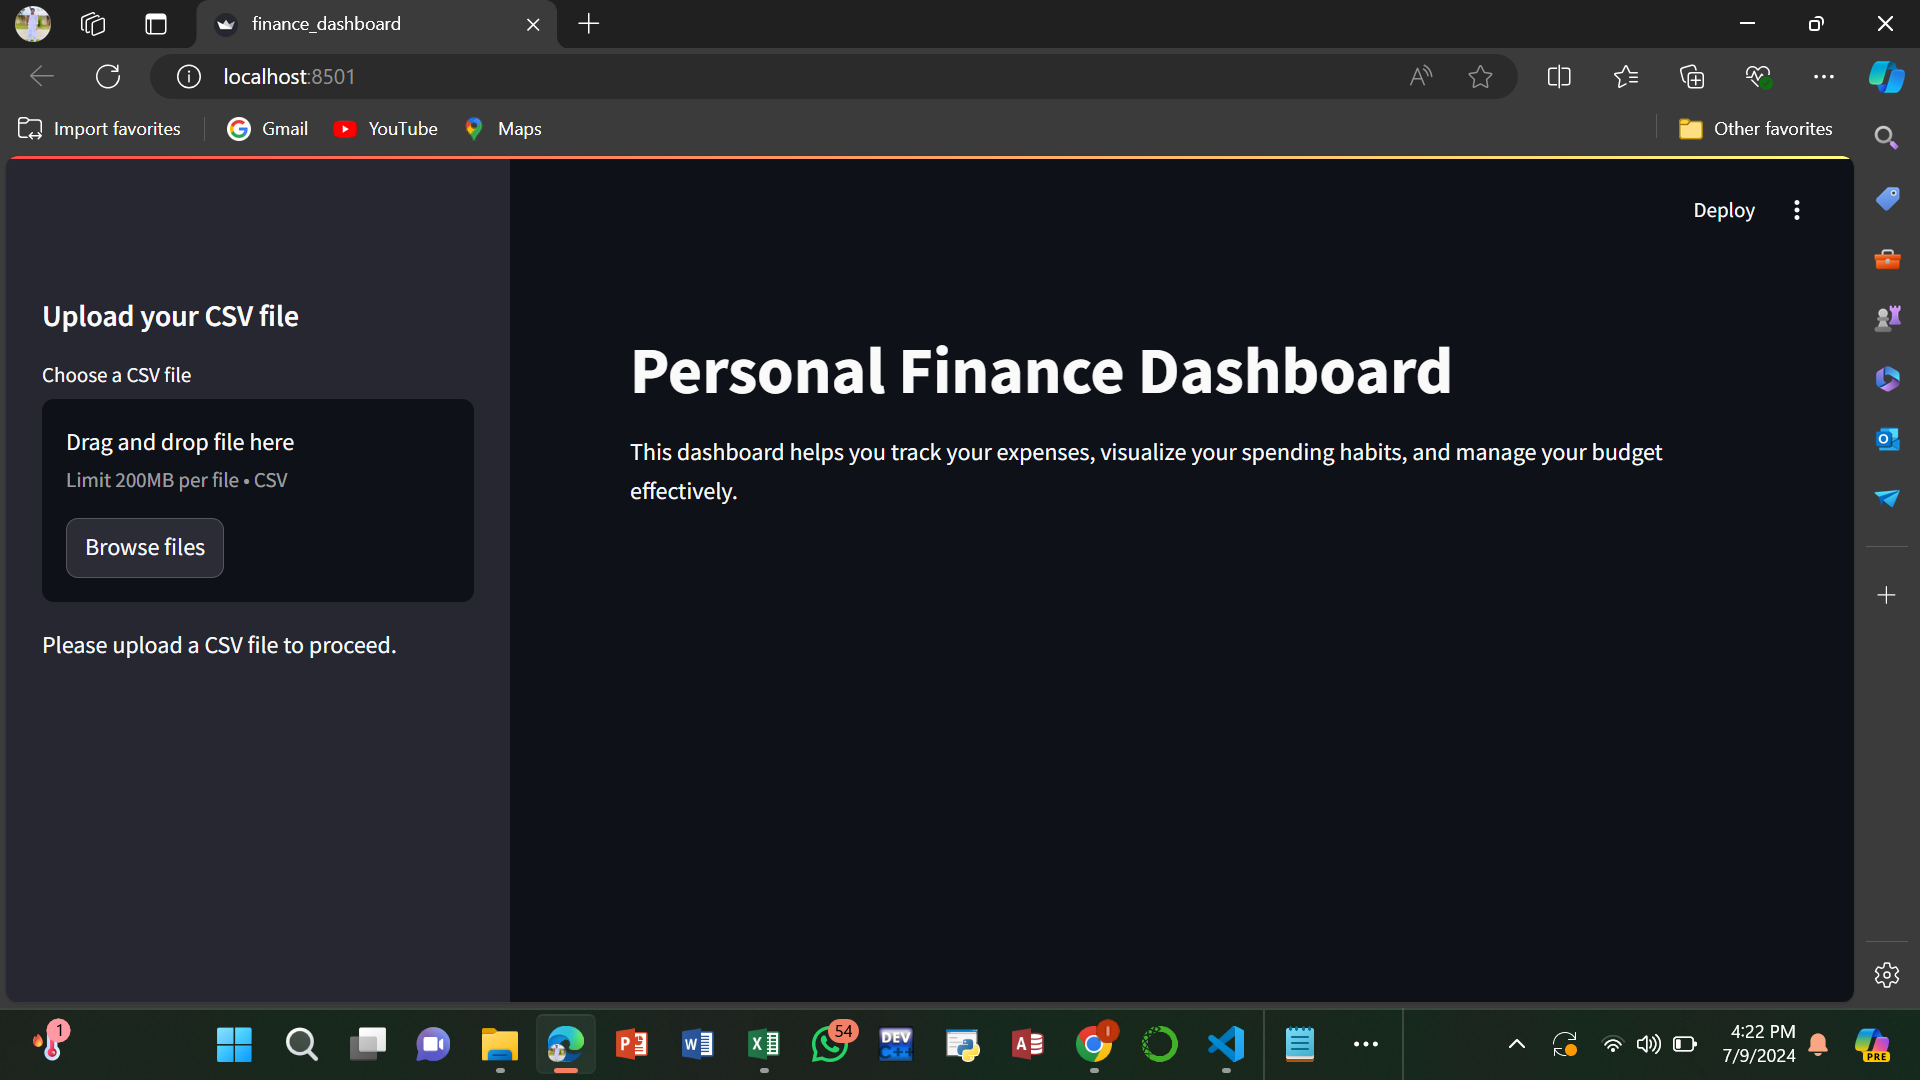 finance_dashboard
localhost:8501
Import favorites
Gmail
YouTube
Maps
Other favorites
Deploy
Upload your CSV file
Choose a CSV file
Drag and drop file here
Limit 200MB per file • CSV
Browse files
Please upload a CSV file to proceed.
Personal Finance Dashboard
This dashboard helps you track your expenses, visualize your spending habits, and manage your budget
effectively.
1
54
DEV
C++
4:22 PM
7/9/2024
PRE